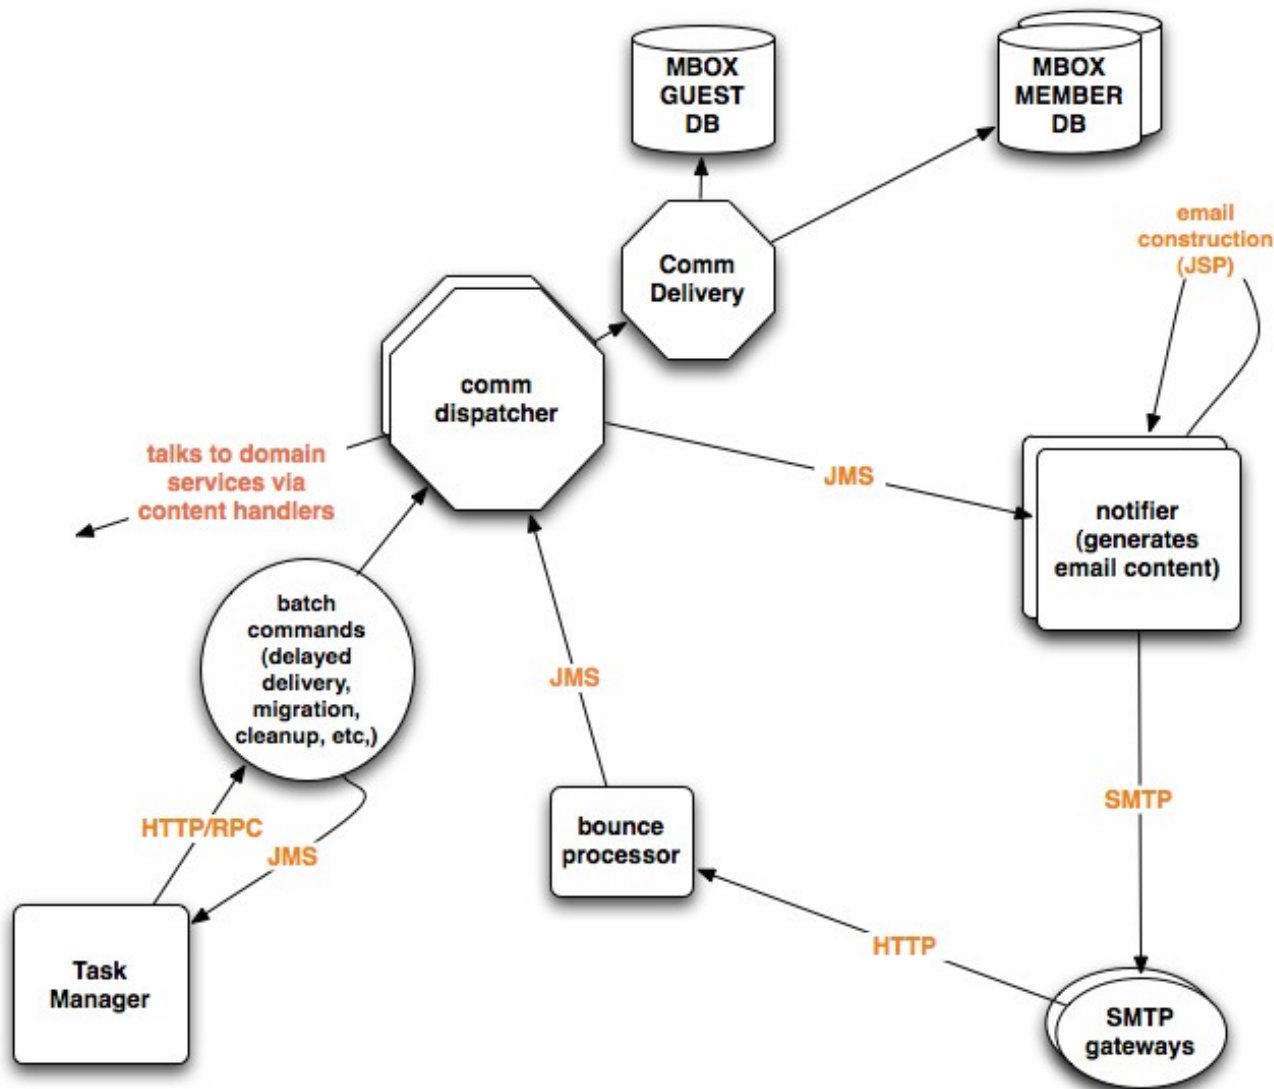 MBOX
GUEST
DB
MBOX
MEMBER
DB
email
construction
(JSP)
Comm
Delivery
comm
dispatcher
talks to domain
services via
content handlers
JMS
notifier
(generates
email content)
batch
commands
(delayed
delivery,
migration,
cleanup, etc,)
JMS
SMTP
HTTP/RPC
JMS
bounce
processor
HTTP
Task
Manager
SMTP
gateways